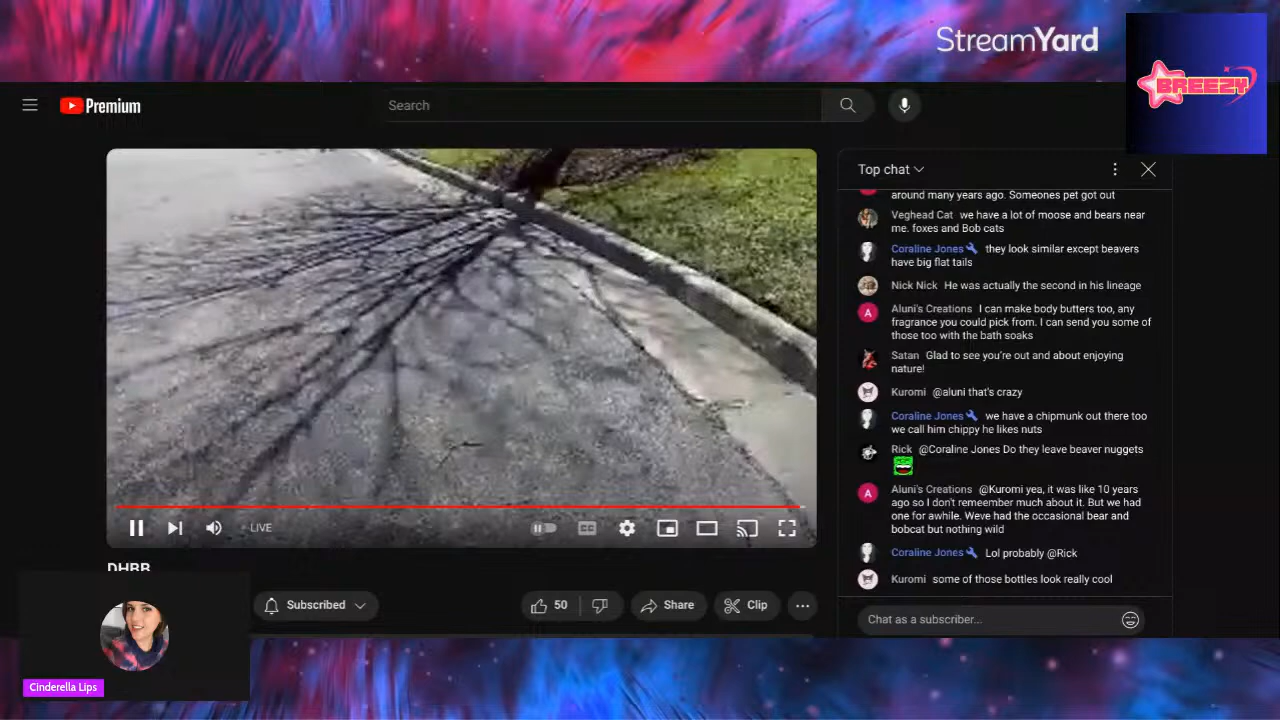 StreamYard
BREEZY
Premium
Search
Top chat
around many years ago. Someones pet got out
Veghead Cat we have a lot of moose and bears near
me. foxes and Bob cats
Coraline Jones they look similar except beavers
have big flat tails
Nick Nick He was actually the second in his lineage
A
Aluni's Creations I can make body butters too, any
fragrance you could pick from. I can send you some of
those too with the bath soaks
Satan Glad to see you're out and about enjoying
nature!
Kuromi @aluni that's crazy
Coraline Jones we have a chipmunk out there too
we call him chippy he likes nuts
Rick @Coraline Jones Do they leave beaver nuggets
A
Aluni's Creations @Kuromi yea, it was like 10 years
ago so I don't reemember much about it. But we had
one for awhile. Weve had the occasional bear and
bobcat but nothing wild
Coraline Jones Lol probably @Rick
Kuromi some of those bottles look really cool
Chat as a subscriber...
LIVE
CC
DHRB
Subscribed
50
Share
Clip
Cinderella Lips